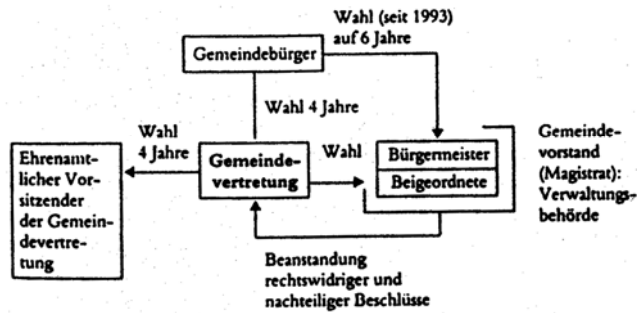 Wahl (seit 1993)
auf 6 Jahre
Gemeindebürger
Wahl 4 Jahre
Wahl
4 Jahre
Ehrenamt-
licher Vor-
sitzender
der Gemein-
devertre-
tung
Gemeinde-
vertretung
Wahl
Bürgermeister
Beigeordnete
Gemeinde-
vorstand
(Magistrat):
Verwaltungs-
behörde
Beanstandung
rechtswidriger und
nachteiliger Beschlüsse